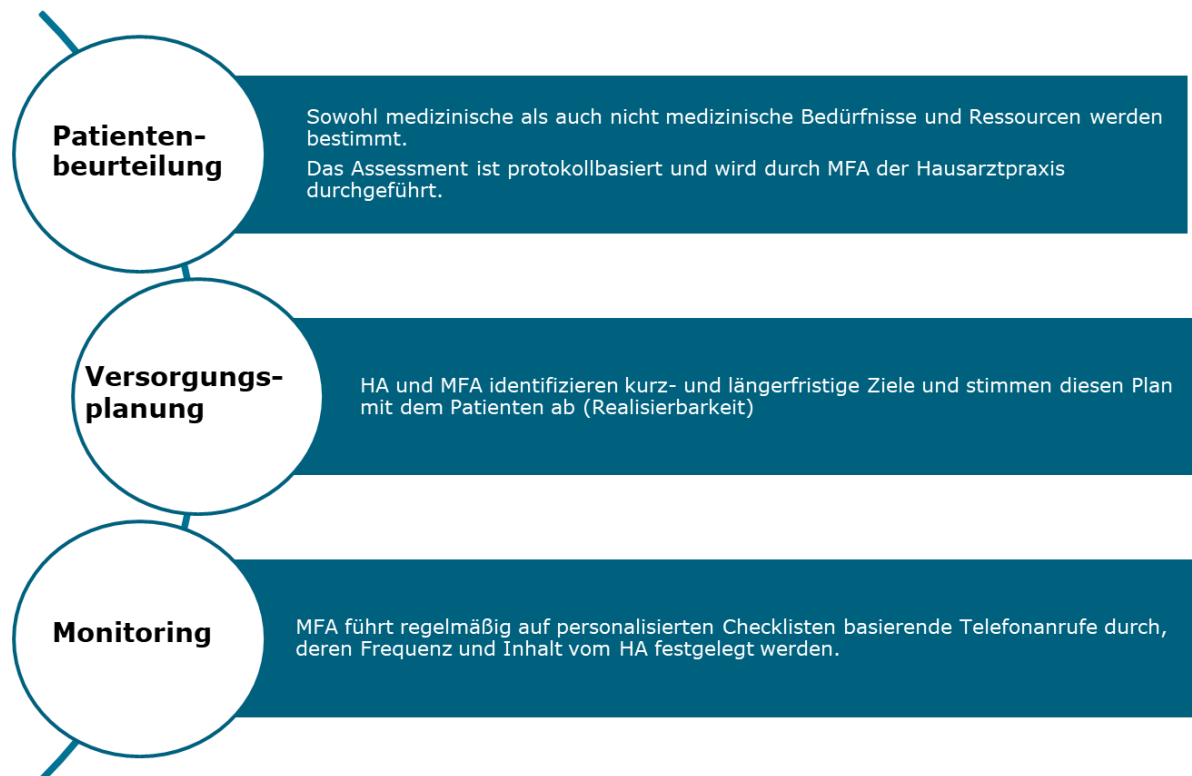 Patienten-
beurteilung
Sowohl medizinische als auch nicht medizinische Bedürfnisse und Ressourcen werden
bestimmt.
Das Assessment ist protokollbasiert und wird durch MFA der Hausarztpraxis
durchgeführt.
Versorgungs-
planung
HA und MFA identifizieren kurz- und längerfristige Ziele und stimmen diesen Plan
mit dem Patienten ab (Realisierbarkeit)
Monitoring
MFA führt regelmäßig auf personalisierten Checklisten basierende Telefonanrufe durch,
deren Frequenz und Inhalt vom HA festgelegt werden.